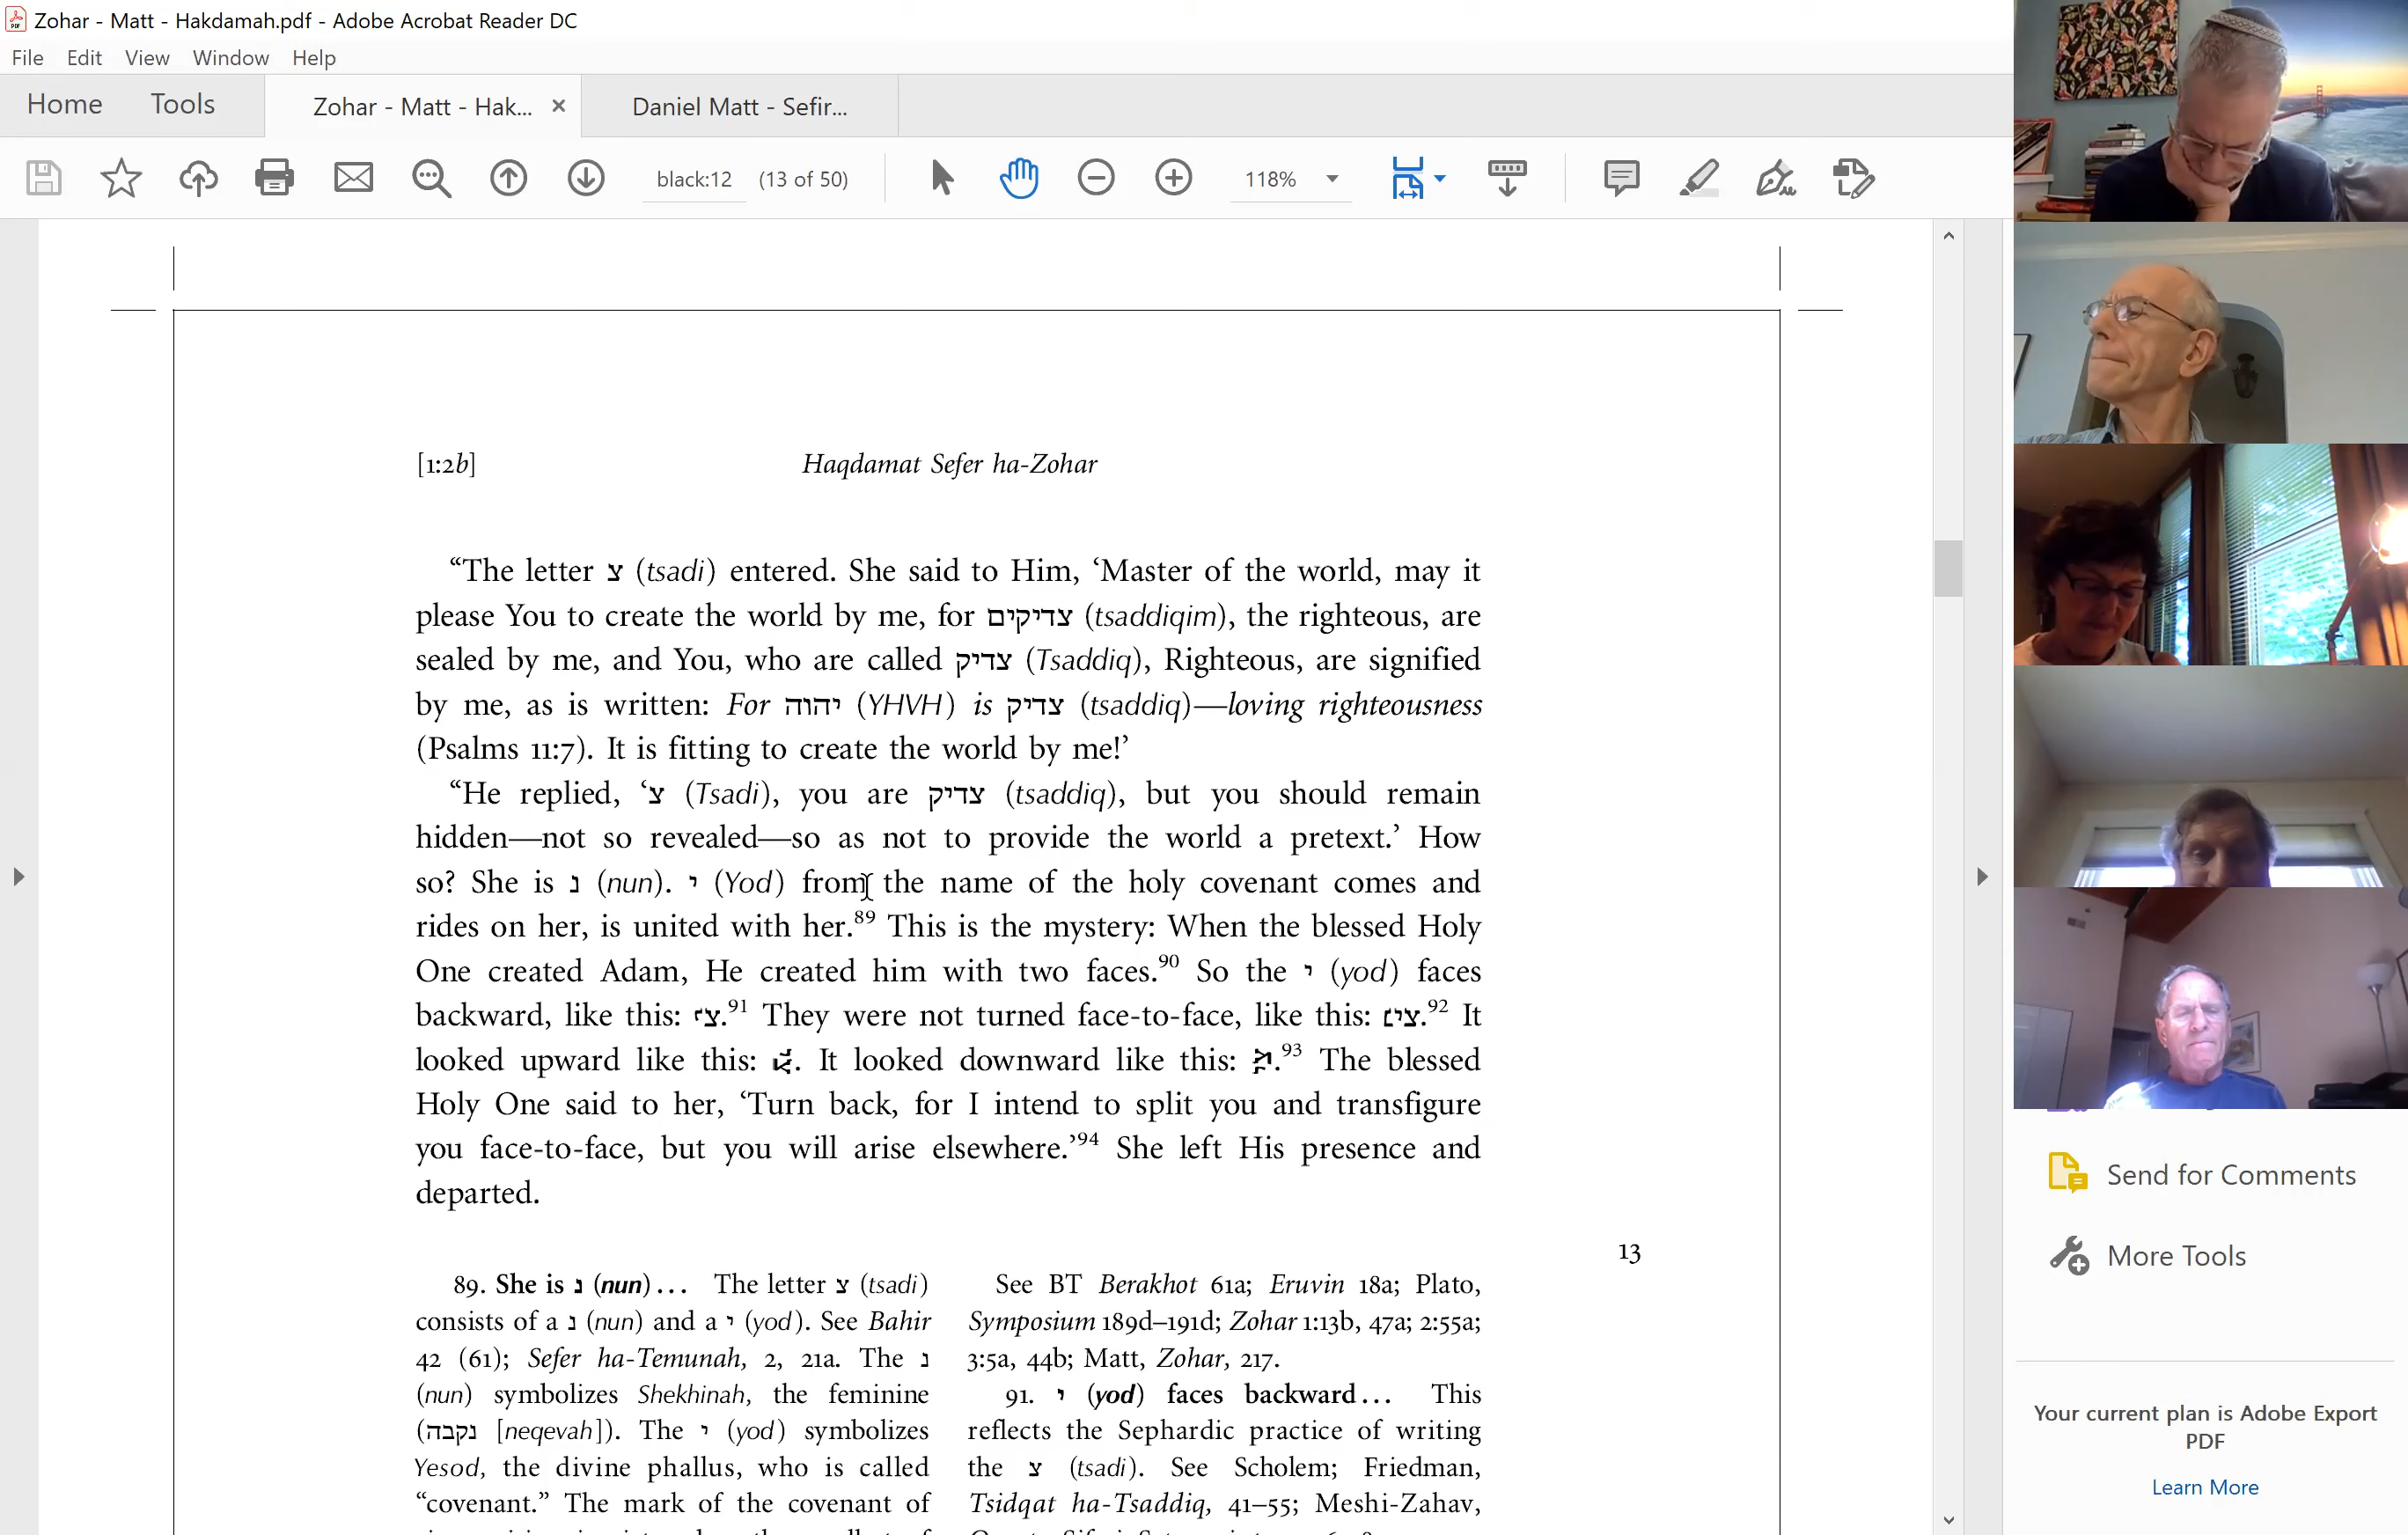 Zohar - Matt - Hakdamah.pdf - Adobe Acrobat Reader DC
File Edit View Window Help
Home Tools Zohar - Matt - Hak... × Daniel Matt - Sefir...
black:12 (13 of 50) 118%
[1:2b] Haqdamat Sefer ha-Zohar
“The letter צ (tsadi) entered. She said to Him, ‘Master of the world, may it
please You to create the world by me, for צדיקים (tsaddiqim), the righteous, are
sealed by me, and You, who are called צדיק (Tsaddiq), Righteous, are signified
by me, as is written: For יהוה (YHVH) is צדיק (tsaddiq)—loving righteousness
(Psalms 11:7). It is fitting to create the world by me!’
“He replied, ‘צ (Tsadi), you are צדיק (tsaddiq), but you should remain
hidden—not so revealed—so as not to provide the world a pretext.’ How
so? She is נ (nun). י (Yod) from the name of the holy covenant comes and
rides on her, is united with her.89 This is the mystery: When the blessed Holy
One created Adam, He created him with two faces.90 So the י (yod) faces
backward, like this: .91 They were not turned face-to-face, like this: .92 It
looked upward like this: . It looked downward like this: .93 The blessed
Holy One said to her, ‘Turn back, for I intend to split you and transfigure
you face-to-face, but you will arise elsewhere.’94 She left His presence and
departed.
13
89. She is נ (nun)... The letter צ (tsadi)
consists of a נ (nun) and a י (yod). See Bahir
42 (61); Sefer ha-Temunah, 2, 21a. The נ
(nun) symbolizes Shekhinah, the feminine
(נקבה [neqevah]). The י (yod) symbolizes
Yesod, the divine phallus, who is called
“covenant.” The mark of the covenant of
See BT Berakhot 61a; Eruvin 18a; Plato,
Symposium 189d–191d; Zohar 1:13b, 47a; 2:55a;
3:5a, 44b; Matt, Zohar, 217.
91. י (yod) faces backward... This
reflects the Sephardic practice of writing
the צ (tsadi). See Scholem; Friedman,
Tsidqat ha-Tsaddiq, 41–55; Meshi-Zahav,
Send for Comments
More Tools
Your current plan is Adobe Export
PDF
Learn More